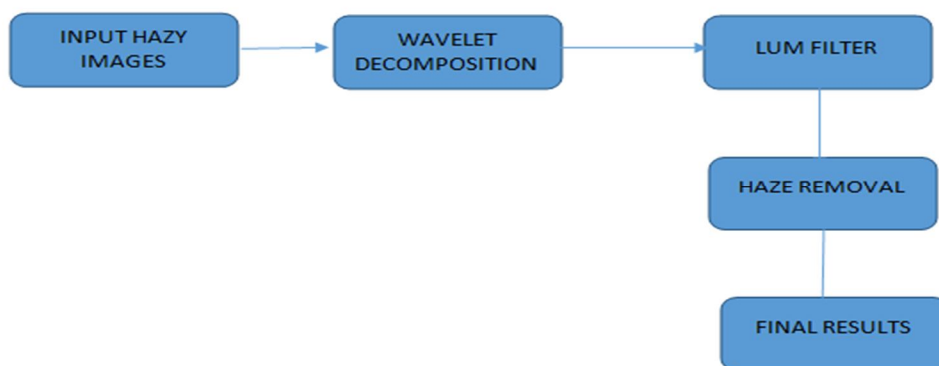 INPUT HAZY
IMAGES
WAVELET
DECOMPOSITION
LUM FILTER
HAZE REMOVAL
FINAL RESULTS